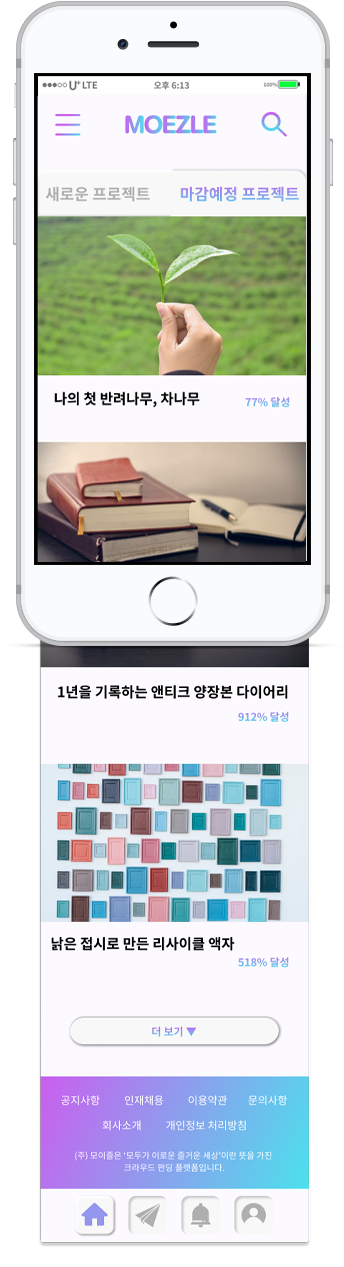 U+ LTE 오후 6:13 100%
MOEZLE
새로운 프로젝트 마감예정 프로젝트
나의 첫 반려나무, 차나무
77% 달성
1년을 기록하는 앤티크 양장본 다이어리
912% 달성
낡은 접시로 만든 리사이클 액자
518% 달성
더 보기 ▼
공지사항 인재채용 이용약관 문의사항
회사소개 개인정보 처리방침
(주) 모이즐은 '모두가 이로운 즐거운 세상'이란 뜻을 가진
크라우드 펀딩 플랫폼입니다.